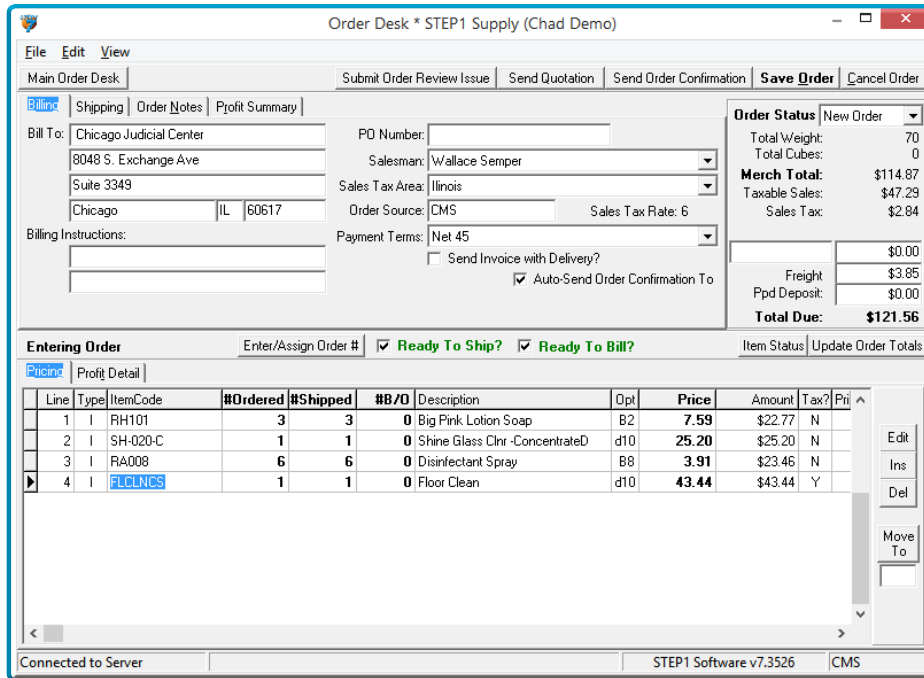 Order Desk * STEP1 Supply (Chad Demo)
File Edit View
Main Order Desk Submit Order Review Issue Send Quotation Send Order Confirmation Save Order Cancel Order
Billing Shipping Order Notes Profit Summary
Order Status New Order
Bill To: Chicago Judicial Center PO Number:
Total Weight: 70
8048 S. Exchange Ave Salesman: Wallace Semper
Total Cubes: 0
Merch Total: $114.87
Suite 3349 Sales Tax Area: Ilinois
Taxable Sales: $47.29
Chicago IL 60617 Order Source: CMS Sales Tax Rate: 6
Sales Tax: $2.84
Billing Instructions: Payment Terms: Net 45
Send Invoice with Delivery? $0.00
Auto-Send Order Confirmation To Freight $3.85
Ppd Deposit: $0.00
Total Due: $121.56
Entering Order Enter/Assign Order # Ready To Ship? Ready To Bill? Item Status Update Order Totals
Pricing Profit Detail
Line Type ItemCode #Ordered #Shipped #B/O Description Opt Price Amount Tax? Pri
1 I RH101 3 3 0 Big Pink Lotion Soap B2 7.59 $22.77 N
2 I SH-020-C 1 1 0 Shine Glass Clnr -ConcentrateD d10 25.20 $25.20 N
3 I RA008 6 6 0 Disinfectant Spray B8 3.91 $23.46 N
4 I FLCLNCS 1 1 0 Floor Clean d10 43.44 $43.44 Y
Edit
Ins
Del
Move To
Connected to Server STEP1 Software v7.3526 CMS